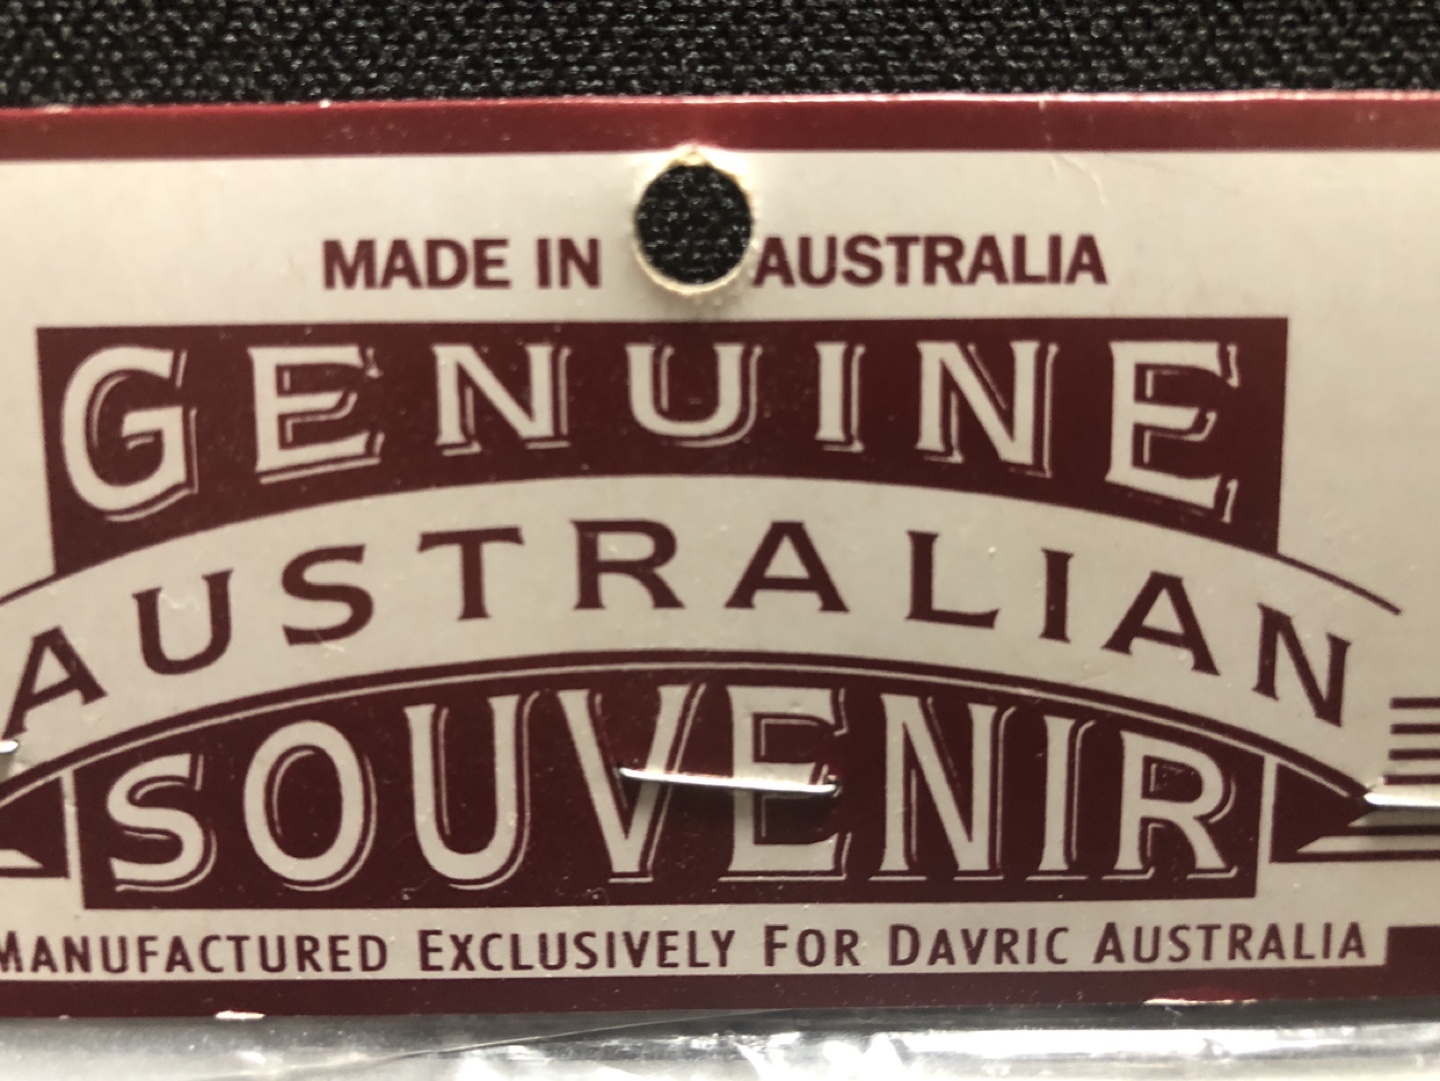 MADE IN AUSTRALIA
GENUINE
AUSTRALIAN
SOUVENIR
MANUFACTURED EXCLUSIVELY FOR DAVRIC AUSTRALIA